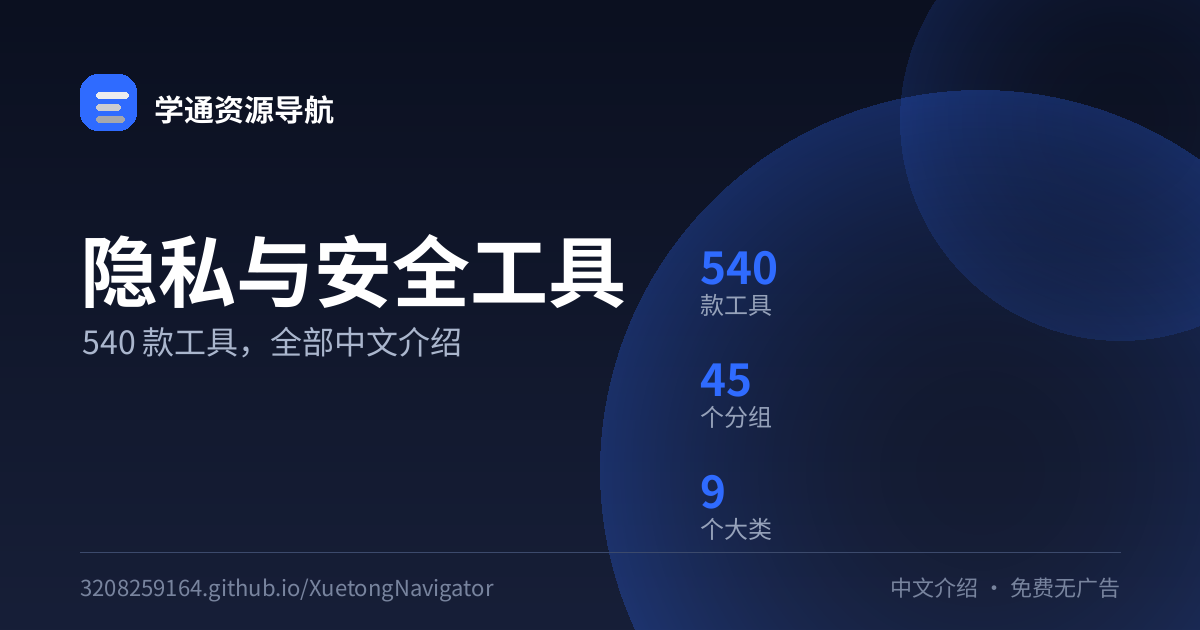 学通资源导航
隐私与安全工具
540 款工具，全部中文介绍
540
款工具
45
个分组
9
个大类
3208259164.github.io/XuetongNavigator
中文介绍 · 免费无广告